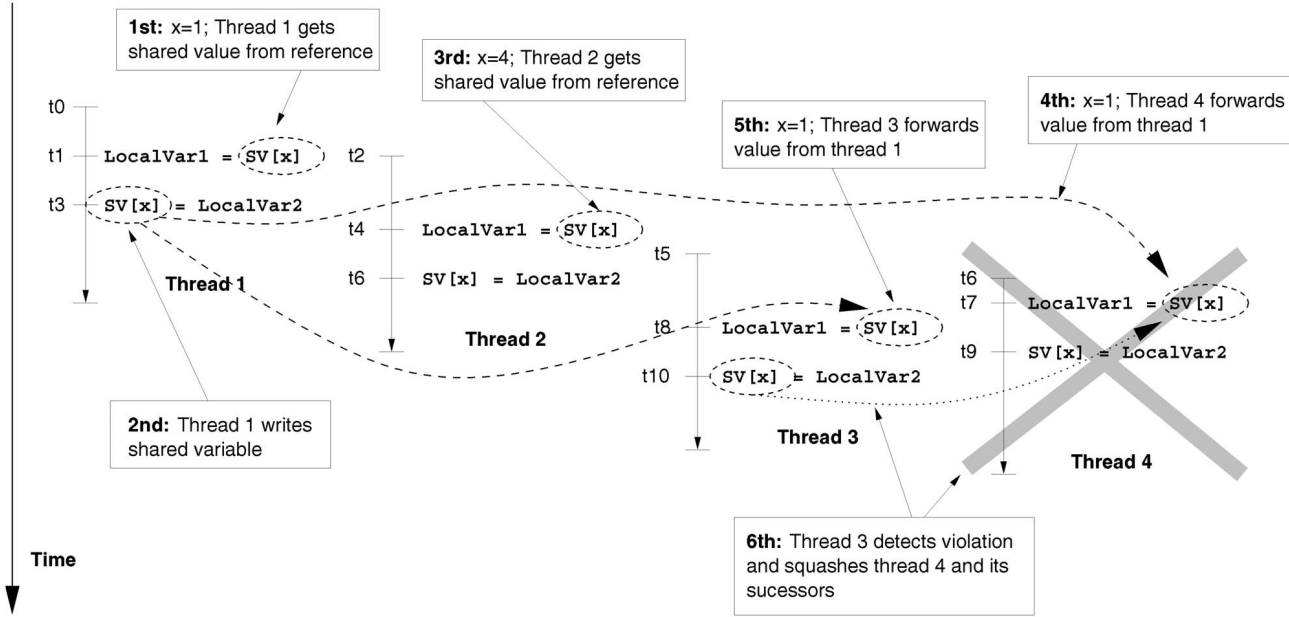 1st: x=1; Thread 1 gets
shared value from reference
3rd: x=4; Thread 2 gets
shared value from reference
5th: x=1; Thread 3 forwards
value from thread 1
4th: x=1; Thread 4 forwards
value from thread 1
t0
t1 LocalVar1 = SV[x]
t3 SV[x] = LocalVar2
Thread 1
t2
t4 LocalVar1 = SV[x]
t6 SV[x] = LocalVar2
Thread 2
t5
t8 LocalVar1 = SV[x]
t10 SV[x] = LocalVar2
Thread 3
t6
t7 LocalVar1 = SV[x]
t9 SV[x] = LocalVar2
Thread 4
2nd: Thread 1 writes
shared variable
6th: Thread 3 detects violation
and squashes thread 4 and its
sucessors
Time